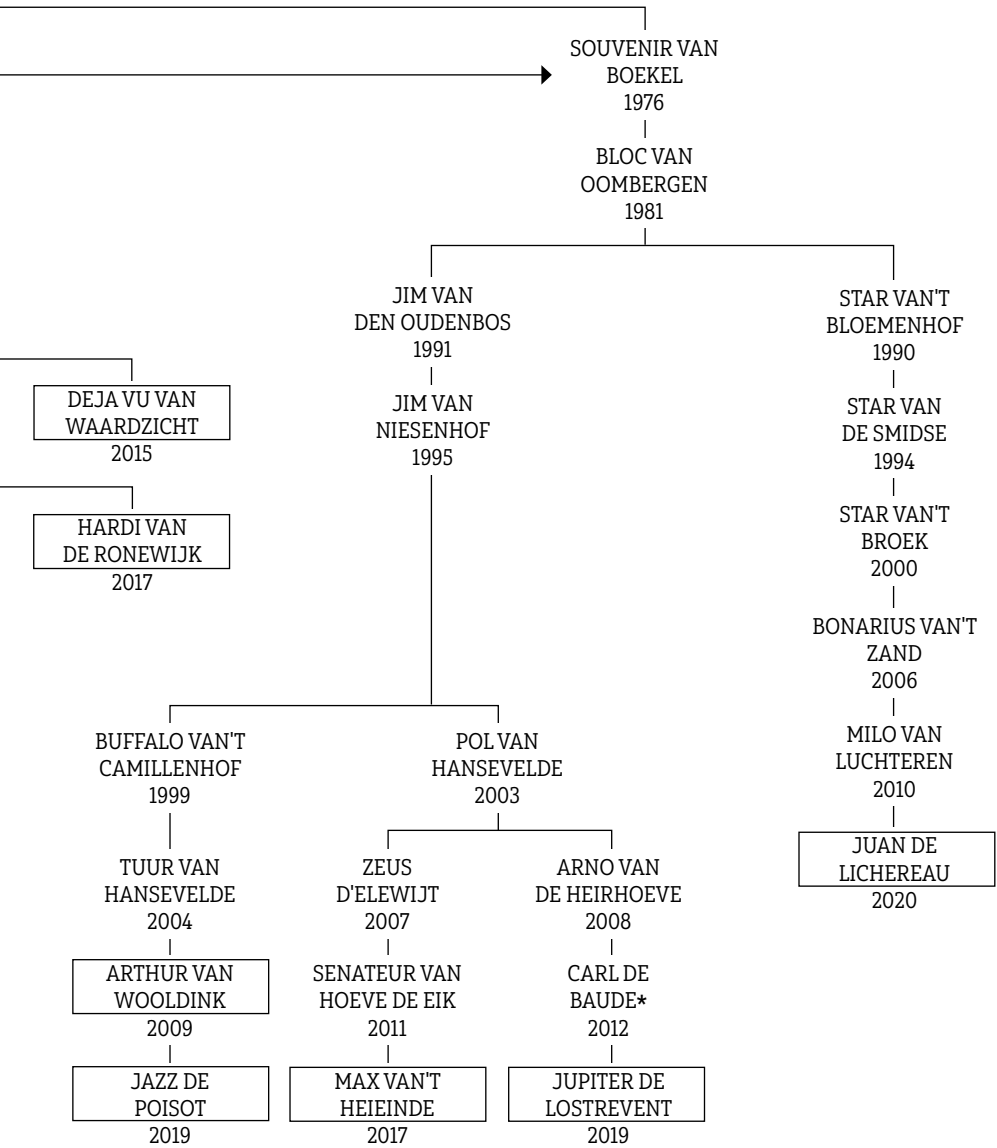 SOUVENIR VAN
BOEKEL
1976
BLOC VAN
OOMBERGEN
1981
JIM VAN
DEN OUDENBOS
1991
STAR VAN'T
BLOEMENHOF
1990
DEJA VU VAN
WAARDZICHT
2015
JIM VAN
NIESENHOF
1995
STAR VAN
DE SMIDSE
1994
HARDI VAN
DE RONEWIJK
2017
STAR VAN'T
BROEK
2000
BONARIUS VAN'T
ZAND
2006
BUFFALO VAN'T
CAMILLENHOF
1999
POL VAN
HANSEVELDE
2003
MILO VAN
LUCHTEREN
2010
TUUR VAN
HANSEVELDE
2004
ZEUS
D'ELEWIJT
2007
ARNO VAN
DE HEIRHOEVE
2008
JUAN DE
LICHEREAU
2020
ARTHUR VAN
WOOLDINK
2009
SENATEUR VAN
HOEVE DE EIK
2011
CARL DE
BAUDE*
2012
JAZZ DE
POISOT
2019
MAX VAN'T
HEIEINDE
2017
JUPITER DE
LOSTREVENT
2019